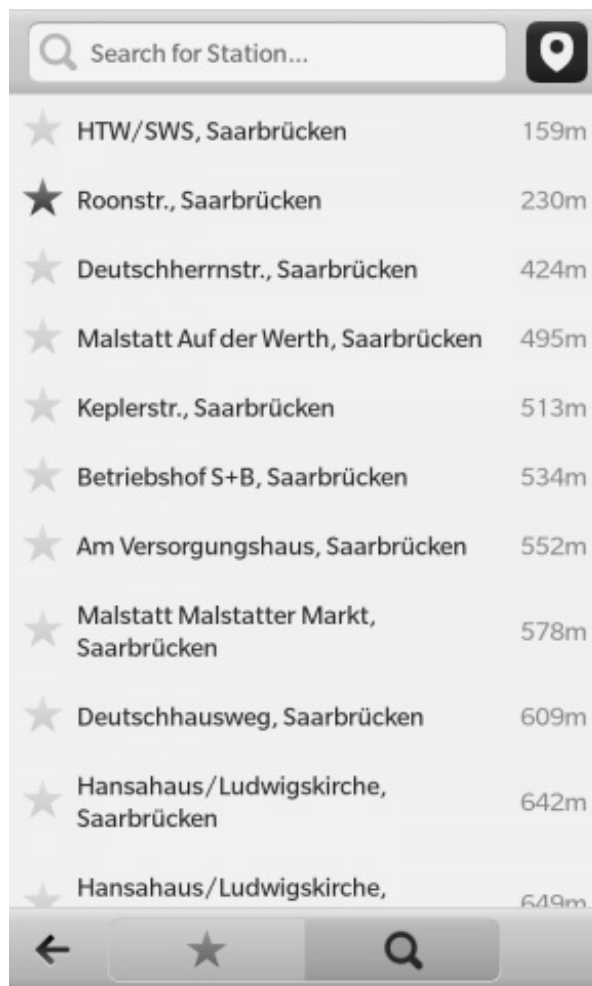 Search for Station...
HTW/SWS, Saarbrücken 159m
Roonstr., Saarbrücken 230m
Deutschherrnstr., Saarbrücken 424m
Malstatt Auf der Werth, Saarbrücken 495m
Keplerstr., Saarbrücken 513m
Betriebshof S+B, Saarbrücken 534m
Am Versorgungshaus, Saarbrücken 552m
Malstatt Malstatter Markt,
Saarbrücken 578m
Deutschhausweg, Saarbrücken 609m
Hansahaus/Ludwigskirche,
Saarbrücken 642m
Hansahaus/Ludwigskirche,
649m